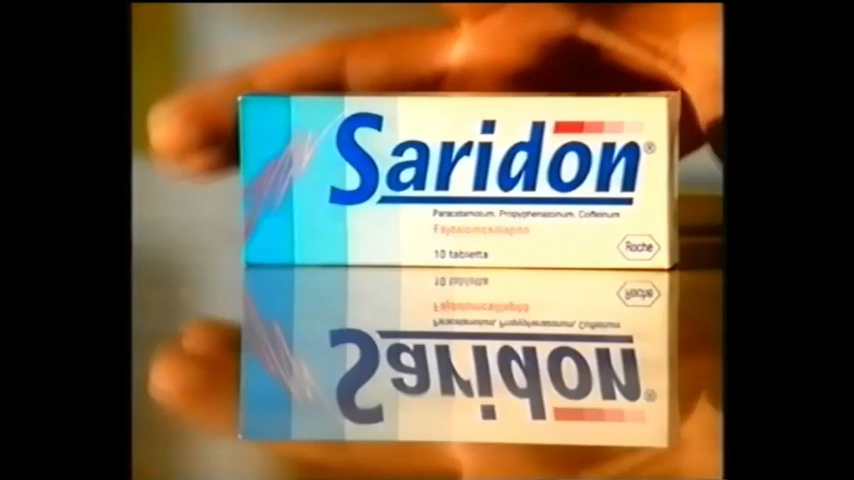 Saridon®
Paracetamolum, Propyphenazonum, Coffeinum
Fájdalomcsillapító
10 tabletta
Roche